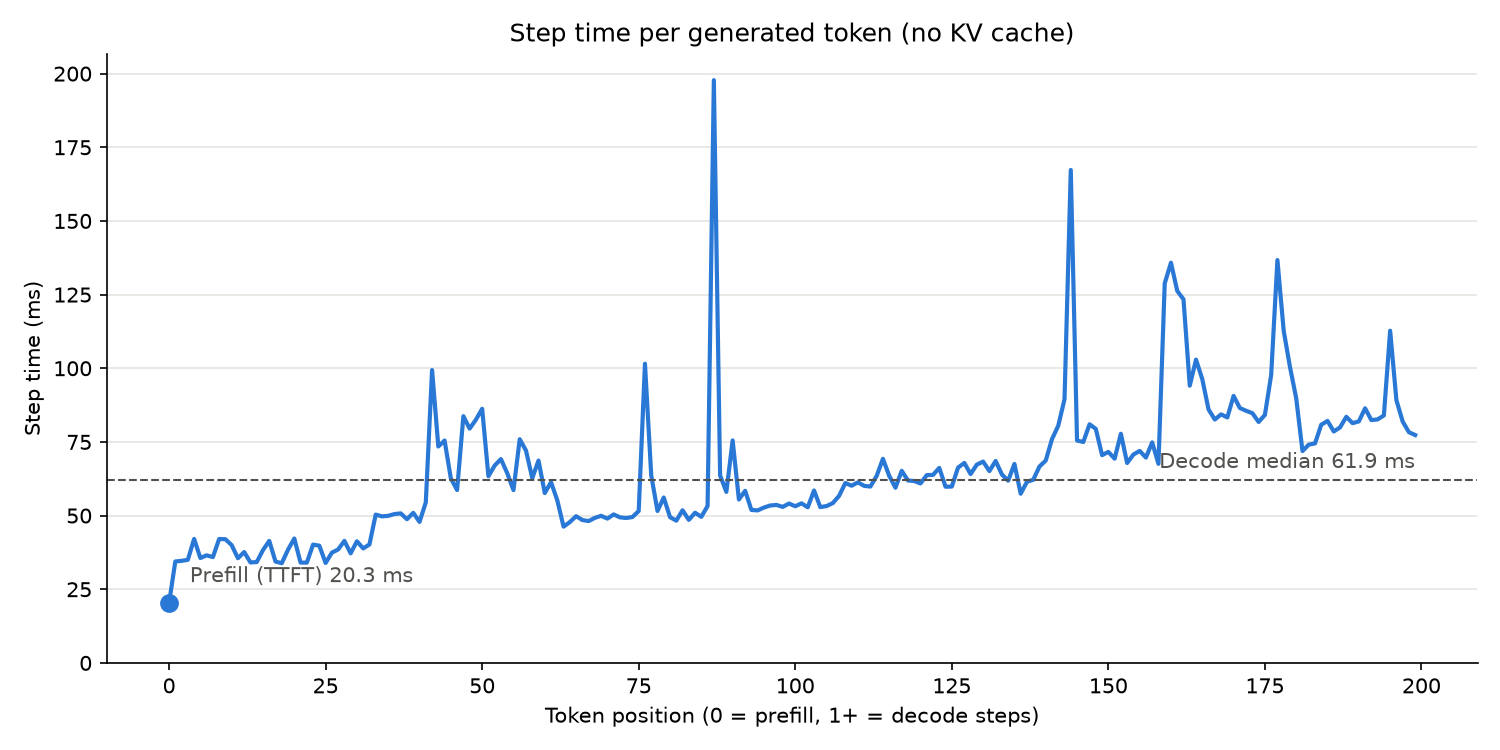 Step time per generated token (no KV cache)
Step time (ms)
200
175
150
125
100
75
50
25
0
Decode median 61.9 ms
Prefill (TTFT) 20.3 ms
0 25 50 75 100 125 150 175 200
Token position (0 = prefill, 1+ = decode steps)